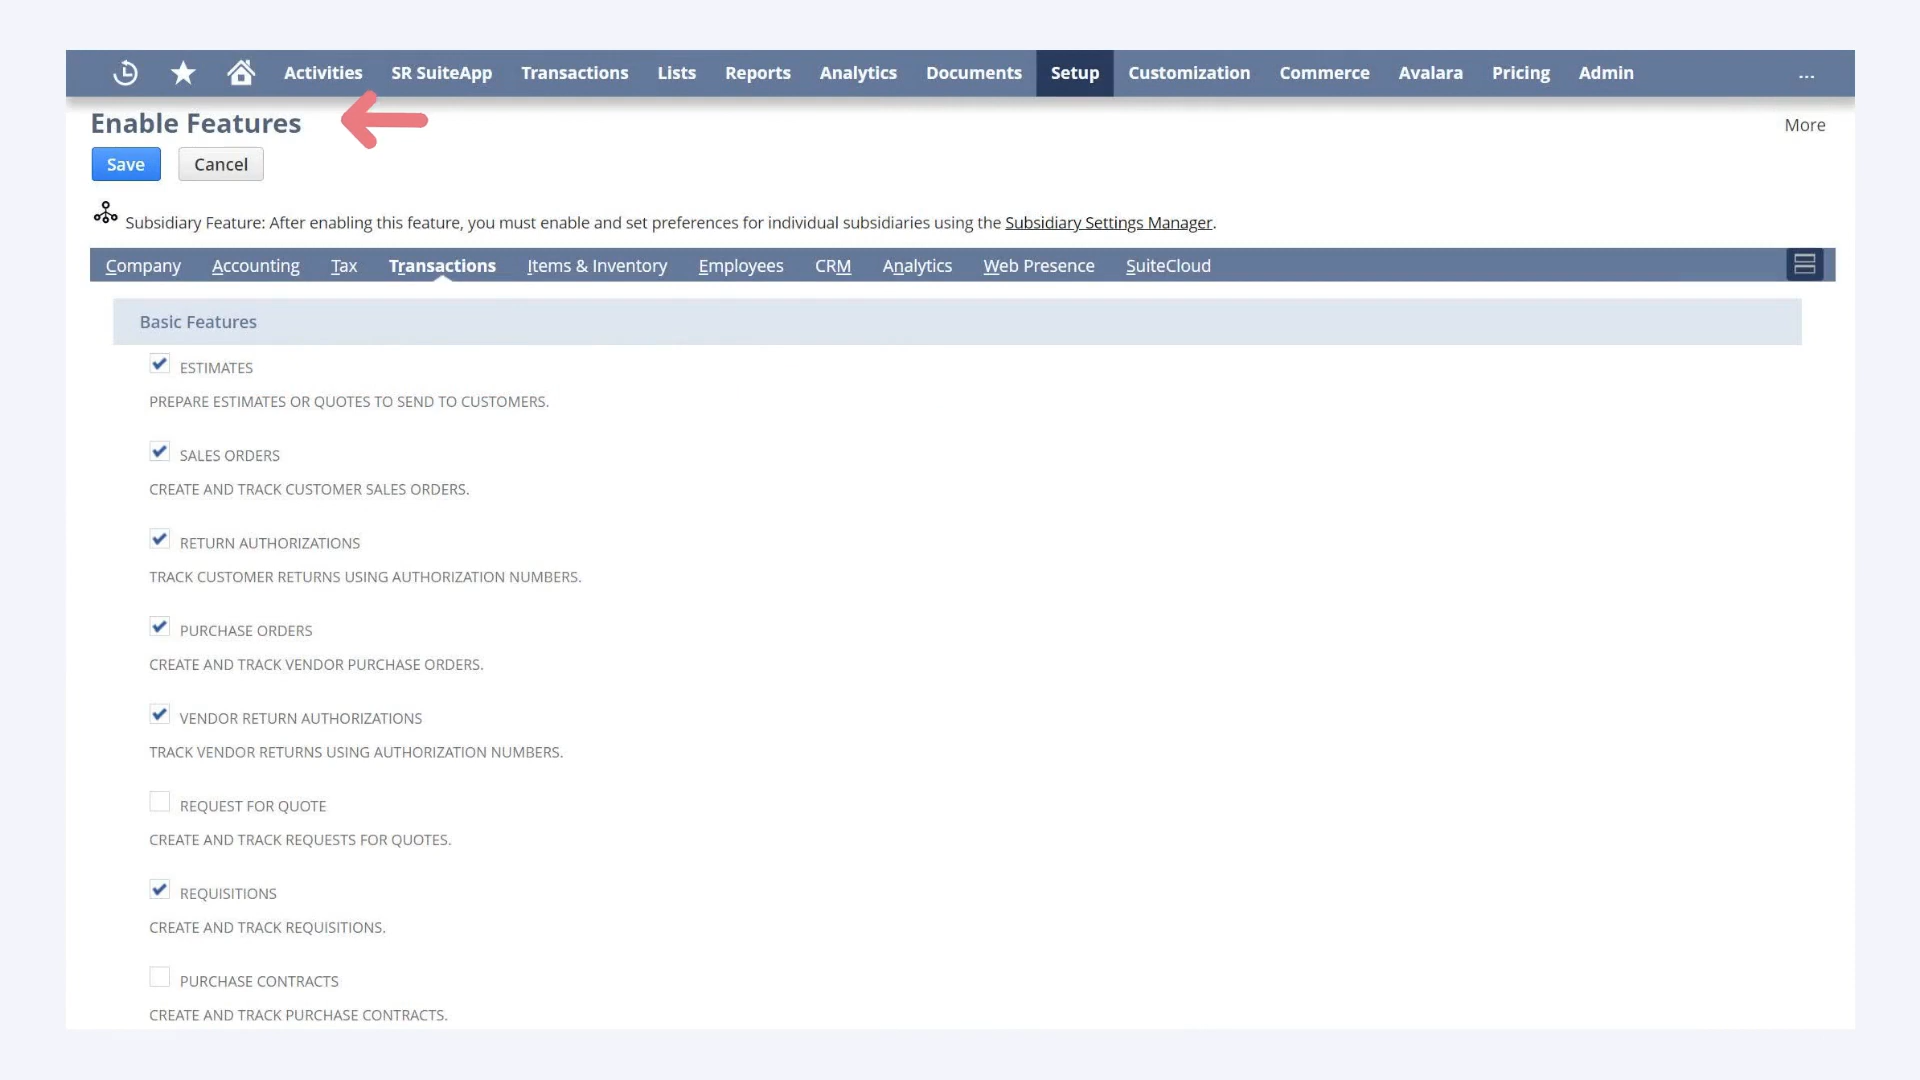 Activities SR SuiteApp Transactions Lists Reports Analytics Documents Setup Customization Commerce Avalara Pricing Admin ...
Enable Features
More
Save Cancel
Subsidiary Feature: After enabling this feature, you must enable and set preferences for individual subsidiaries using the Subsidiary Settings Manager.
Company Accounting Tax Transactions Items & Inventory Employees CRM Analytics Web Presence SuiteCloud
Basic Features
ESTIMATES
PREPARE ESTIMATES OR QUOTES TO SEND TO CUSTOMERS.
SALES ORDERS
CREATE AND TRACK CUSTOMER SALES ORDERS.
RETURN AUTHORIZATIONS
TRACK CUSTOMER RETURNS USING AUTHORIZATION NUMBERS.
PURCHASE ORDERS
CREATE AND TRACK VENDOR PURCHASE ORDERS.
VENDOR RETURN AUTHORIZATIONS
TRACK VENDOR RETURNS USING AUTHORIZATION NUMBERS.
REQUEST FOR QUOTE
CREATE AND TRACK REQUESTS FOR QUOTES.
REQUISITIONS
CREATE AND TRACK REQUISITIONS.
PURCHASE CONTRACTS
CREATE AND TRACK PURCHASE CONTRACTS.